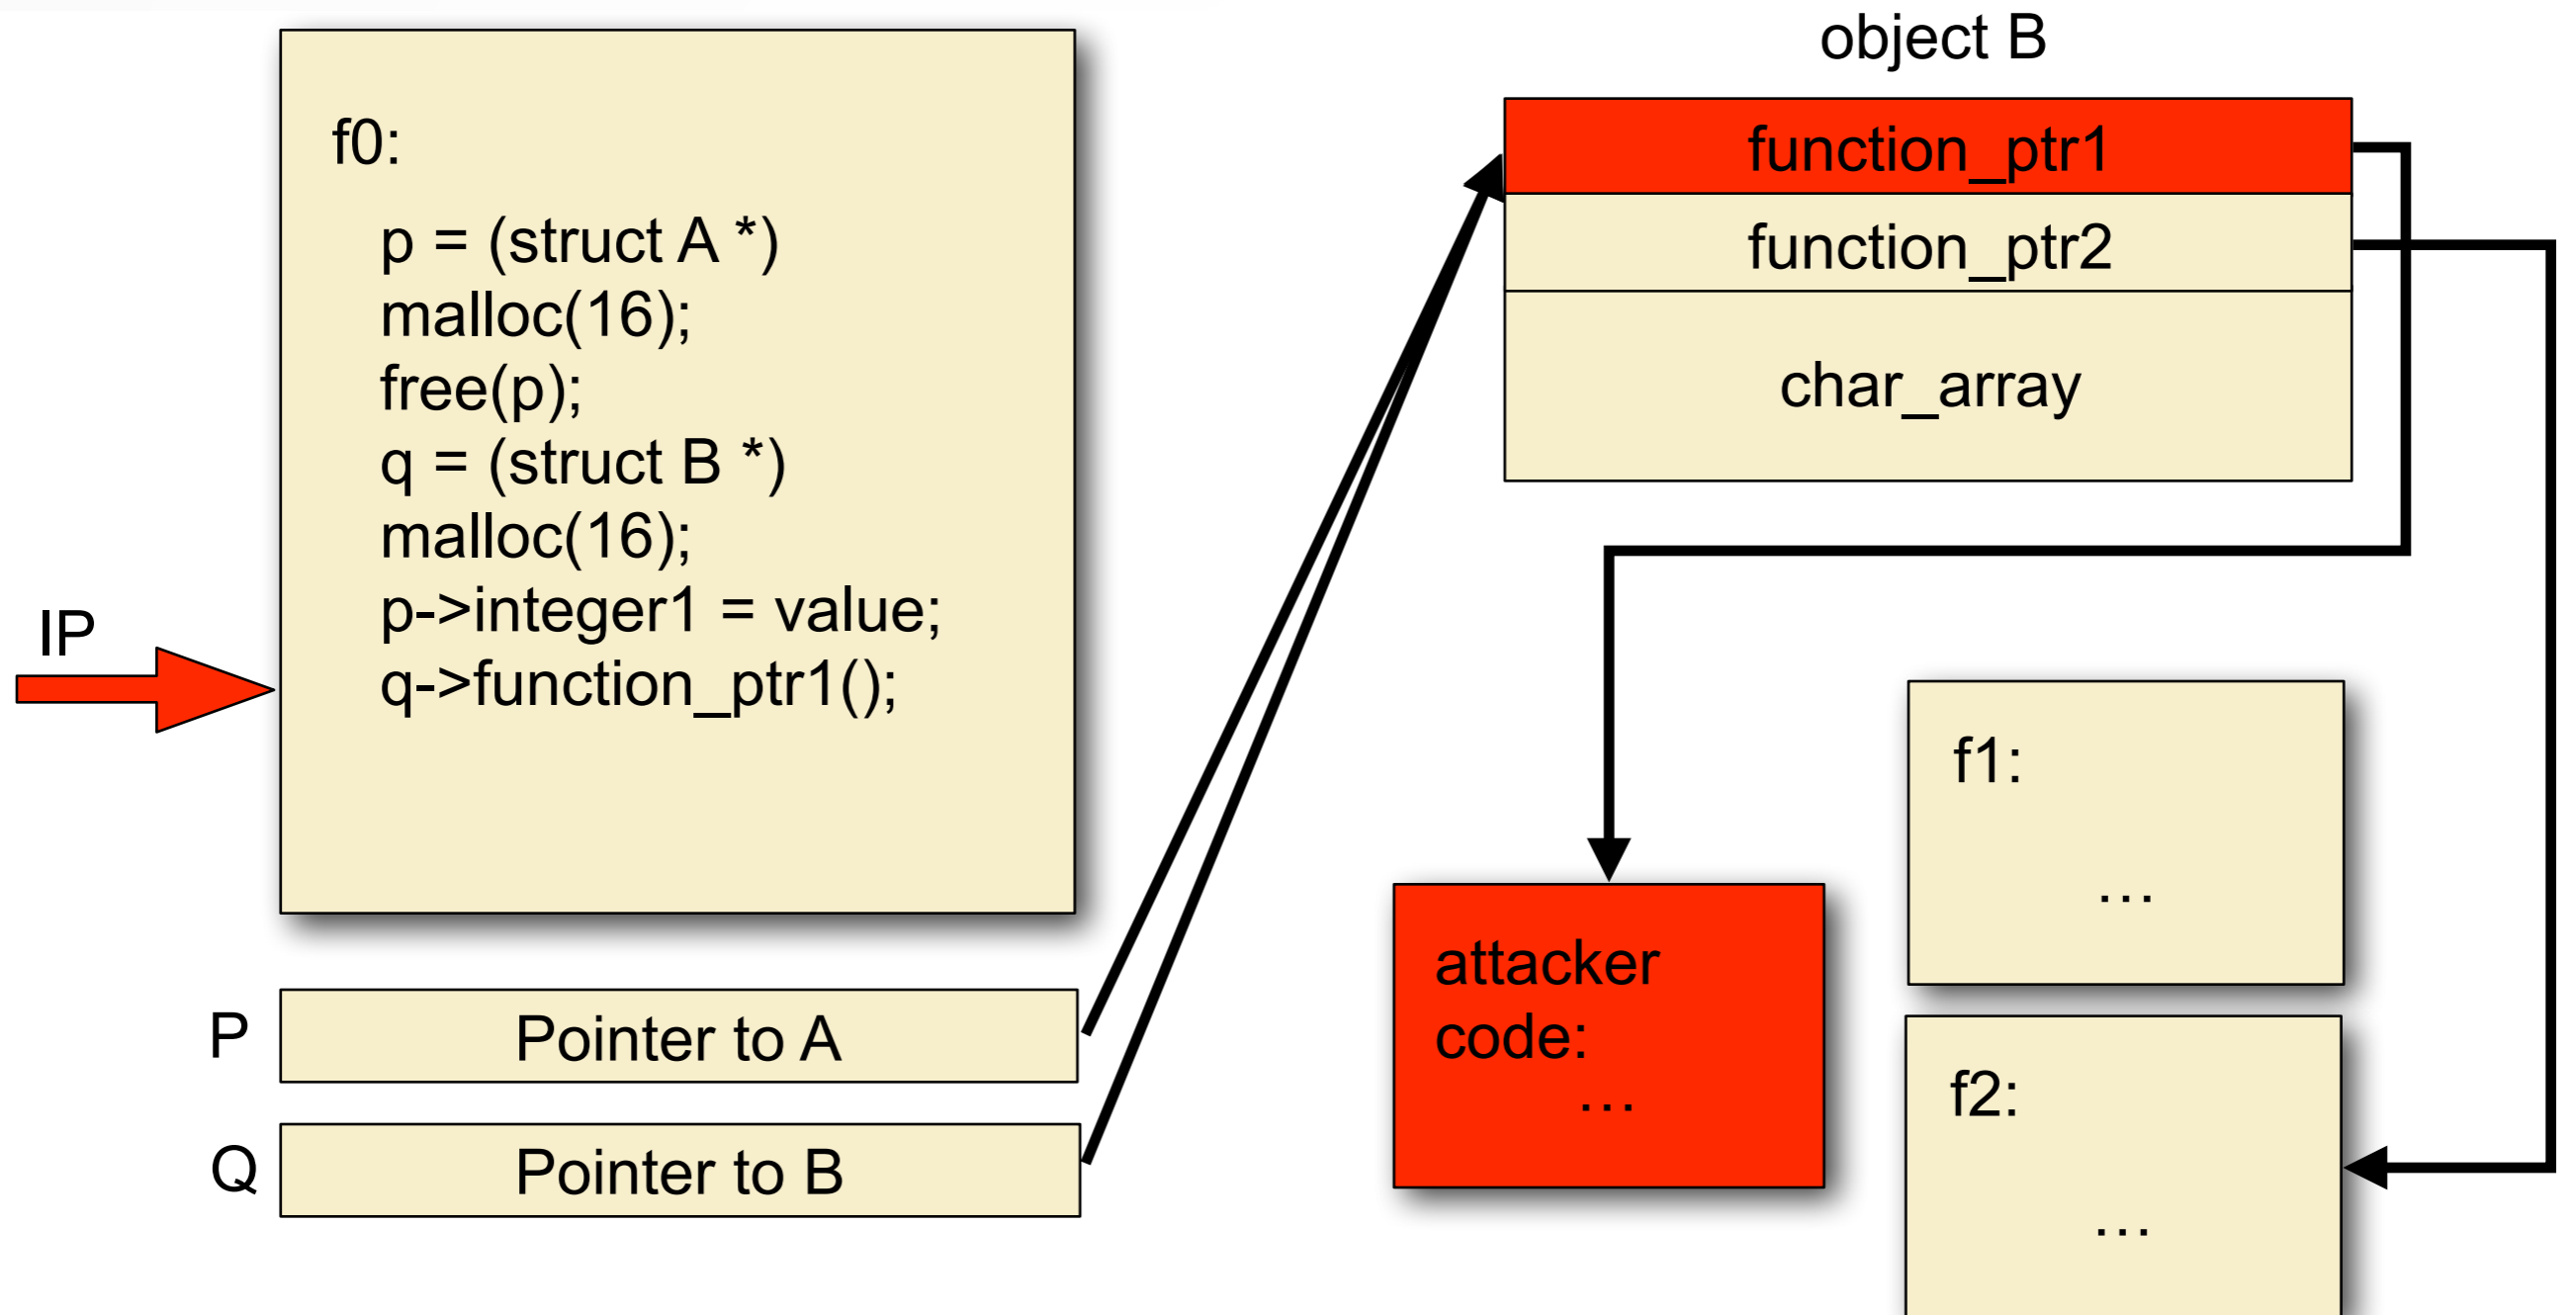 f0:
p = (struct A *)
malloc(16);
free(p);
q = (struct B *)
malloc(16);
p->integer1 = value;
q->function_ptr1();
IP
P
Pointer to A
Q
Pointer to B
object B
function_ptr1
function_ptr2
char_array
attacker
code:
…
f1:
…
f2:
…